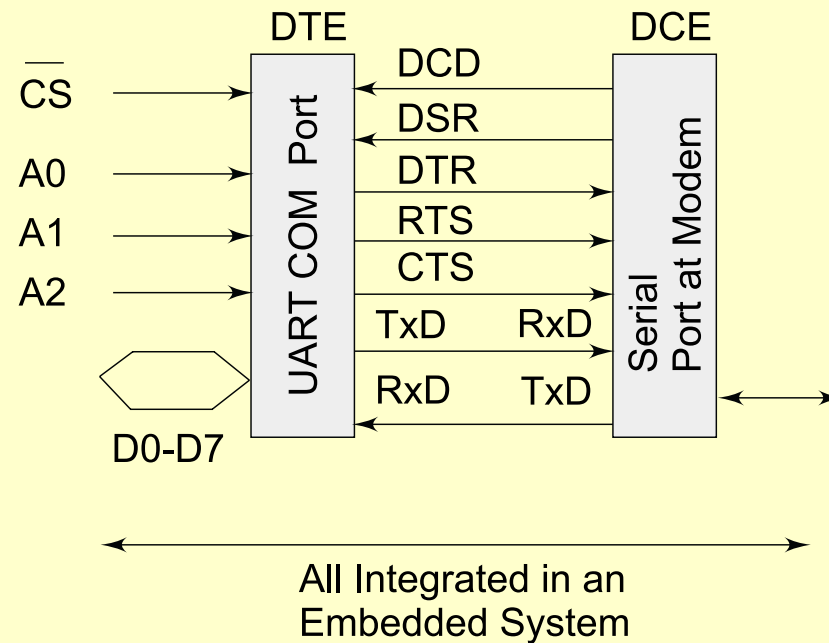 DTE
DCE
C̅S̅
A0
A1
A2
D0-D7
UART COM Port
DCD
DSR
DTR
RTS
CTS
TxD RxD
RxD TxD
Serial
Port at Modem
All Integrated in an
Embedded System